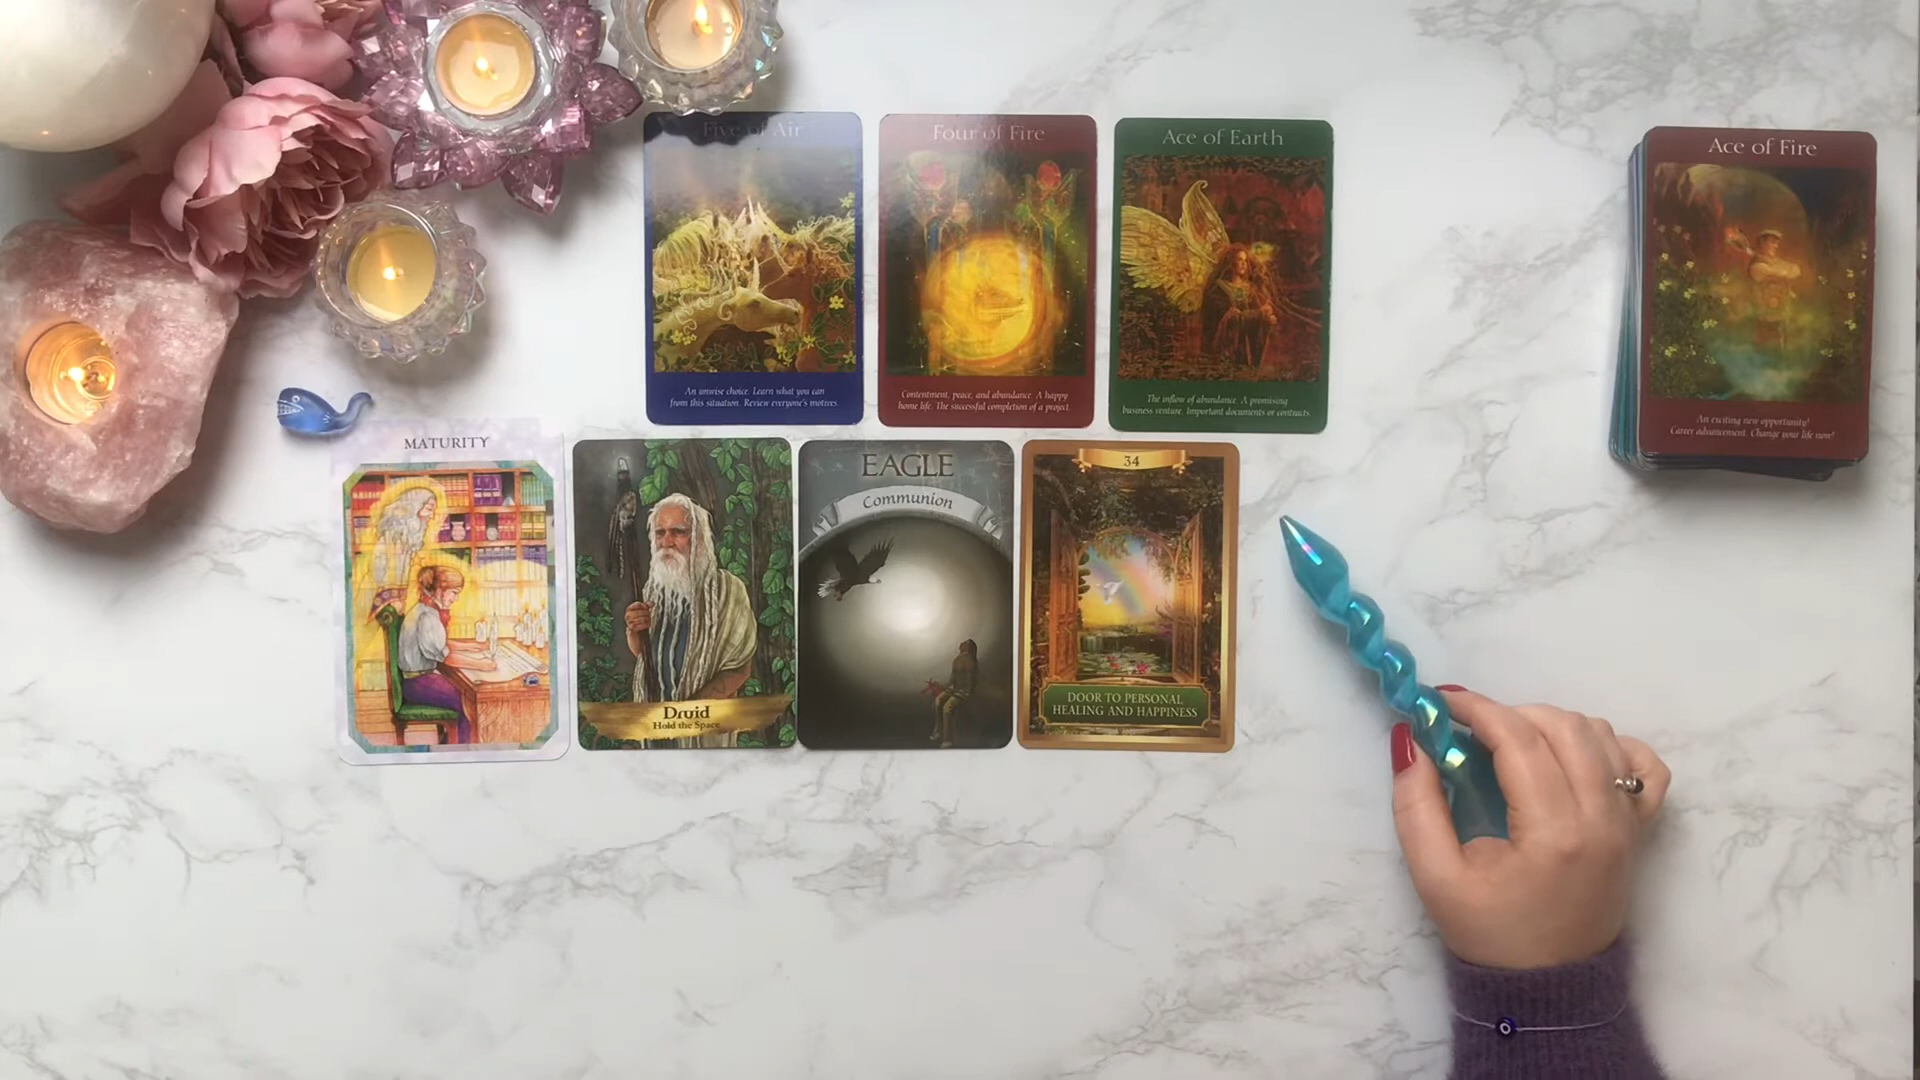 Five of Air
An unwise choice. Learn what you can
from this situation. Review everyone's motives.
Four of Fire
Contentment, peace, and abundance. A happy
home life. The successful completion of a project.
Ace of Earth
The inflow of abundance. A promising
business venture. Important documents or contracts.
Ace of Fire
An exciting new opportunity!
Career advancement. Change your life now!
MATURITY
Druid
Hold the Space
EAGLE
Communion
34
DOOR TO PERSONAL
HEALING AND HAPPINESS